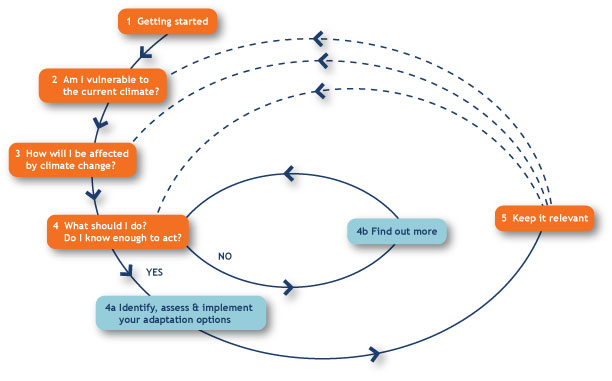 1 Getting started
2 Am I vulnerable to
the current climate?
3 How will I be affected
by climate change?
4 What should I do?
Do I know enough to act?
4b Find out more
5 Keep it relevant
NO
YES
4a Identify, assess & implement
your adaptation options